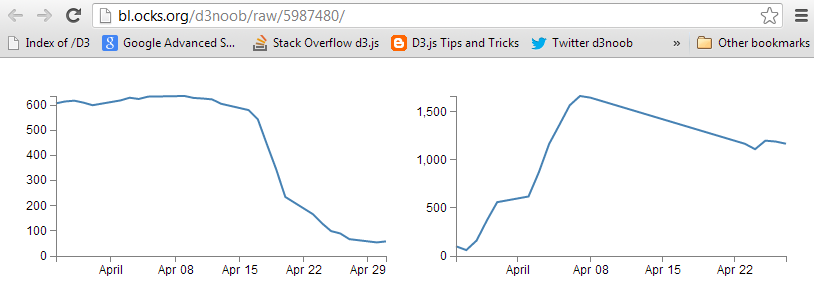 bl.ocks.org/d3noob/raw/5987480/
Index of /D3 Google Advanced S... Stack Overflow d3.js D3.js Tips and Tricks Twitter d3noob » Other bookmarks
600
500
400
300
200
100
0
April Apr 08 Apr 15 Apr 22 Apr 29
1,500
1,000
500
0
April Apr 08 Apr 15 Apr 22